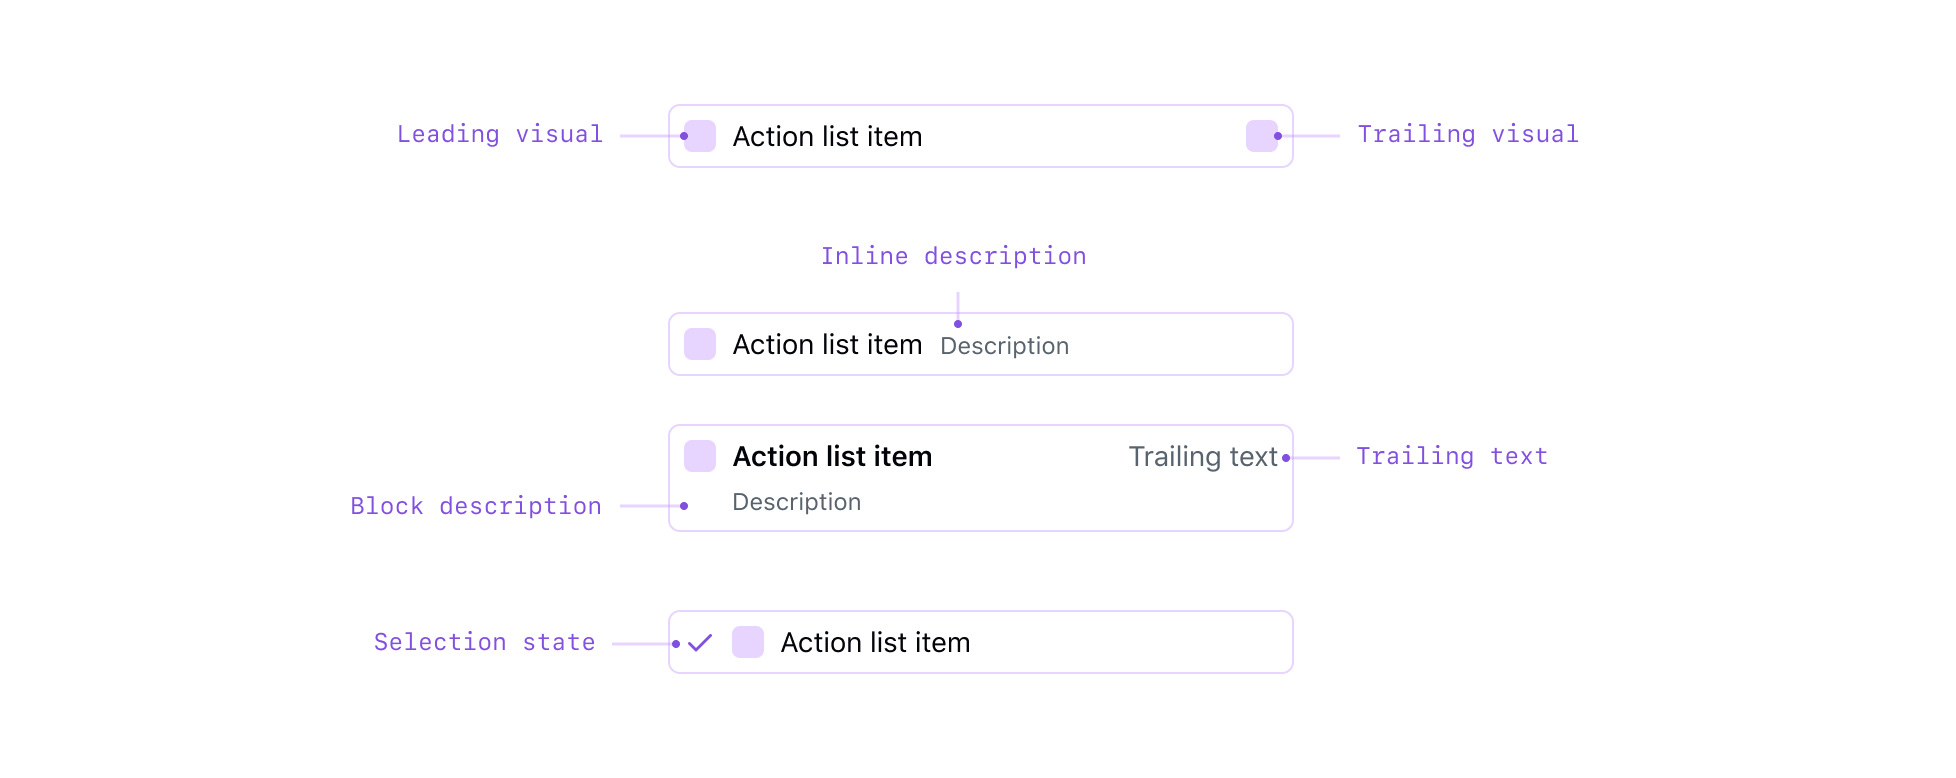 Leading visual Action list item Trailing visual
Inline description
Action list item Description
Action list item Trailing text Trailing text
Block description Description
Selection state Action list item